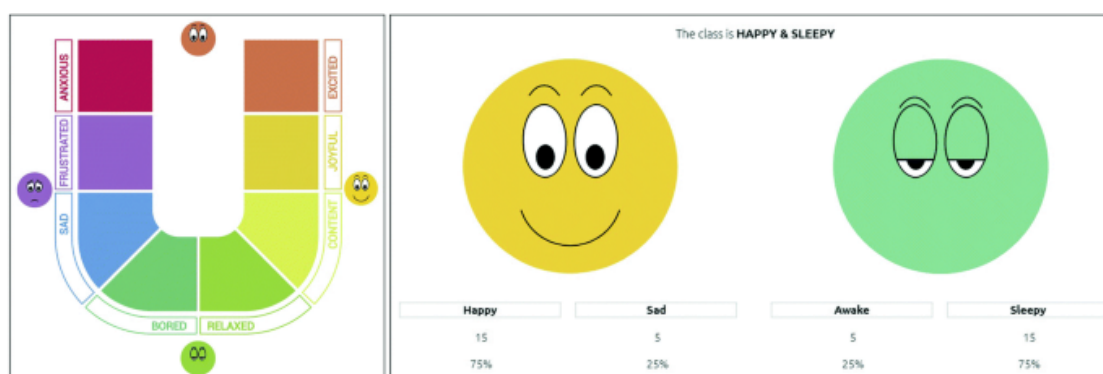 ANXIOUS
FRUSTRATED
SAD
BORED
RELAXED
CONTENT
JOYFUL
EXCITED
The class is HAPPY & SLEEPY
Happy Sad Awake Sleepy
15 5 5 15
75% 25% 25% 75%